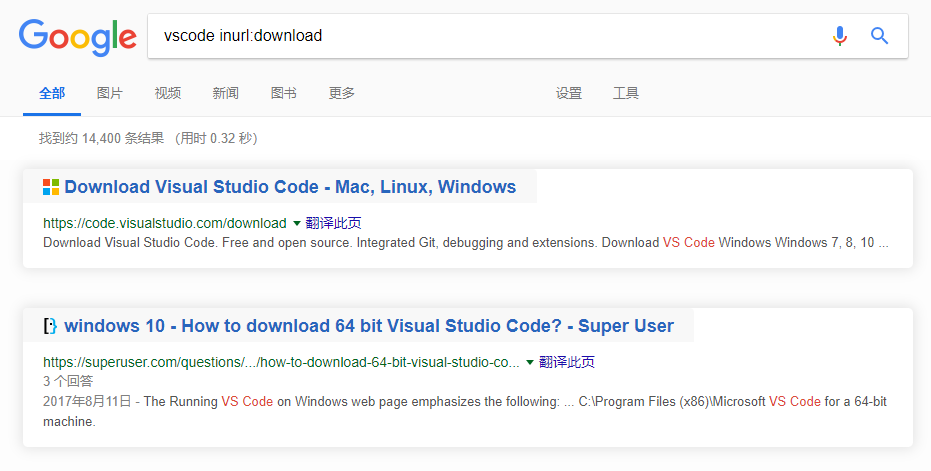 Google
vscode inurl:download
全部 图片 视频 新闻 图书 更多 设置 工具
找到约 14,400 条结果 （用时 0.32 秒）
Download Visual Studio Code - Mac, Linux, Windows
https://code.visualstudio.com/download 翻译此页
Download Visual Studio Code. Free and open source. Integrated Git, debugging and extensions. Download VS Code Windows Windows 7, 8, 10 ...
windows 10 - How to download 64 bit Visual Studio Code? - Super User
https://superuser.com/questions/.../how-to-download-64-bit-visual-studio-co... 翻译此页
3 个回答
2017年8月11日 - The Running VS Code on Windows web page emphasizes the following: ... C:\Program Files (x86)\Microsoft VS Code for a 64-bit
machine.